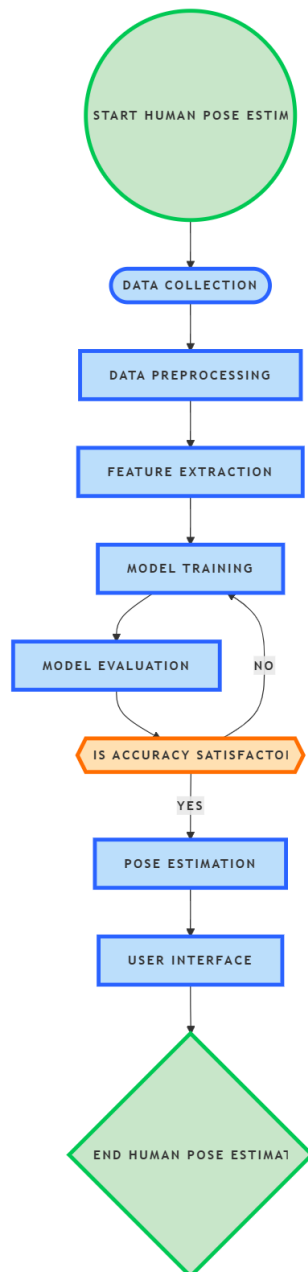 START HUMAN POSE ESTIM
DATA COLLECTION
DATA PREPROCESSING
FEATURE EXTRACTION
MODEL TRAINING
MODEL EVALUATION
NO
IS ACCURACY SATISFACTO
YES
POSE ESTIMATION
USER INTERFACE
END HUMAN POSE ESTIMAT